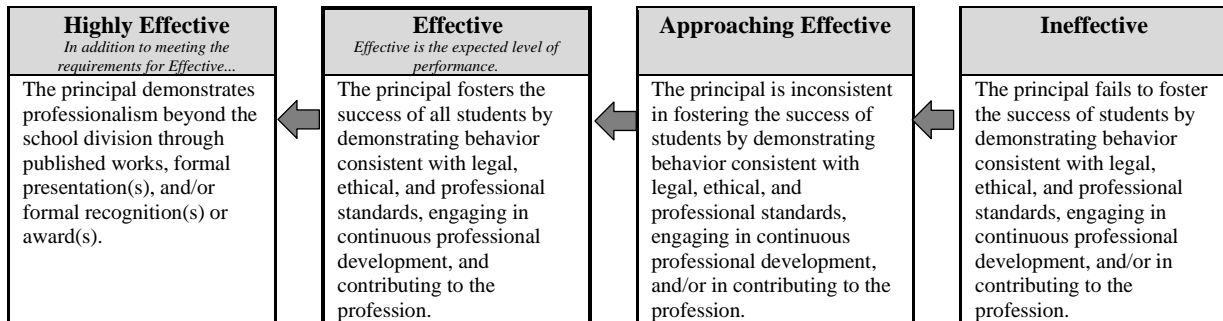 Highly Effective
In addition to meeting the
requirements for Effective...
The principal demonstrates
professionalism beyond the
school division through
published works, formal
presentation(s), and/or
formal recognition(s) or
award(s).
Effective
Effective is the expected level of
performance.
The principal fosters the
success of all students by
demonstrating behavior
consistent with legal,
ethical, and professional
standards, engaging in
continuous professional
development, and
contributing to the
profession.
Approaching Effective
The principal is inconsistent
in fostering the success of
students by demonstrating
behavior consistent with
legal, ethical, and
professional standards,
engaging in continuous
professional development,
and/or in contributing to the
profession.
Ineffective
The principal fails to foster
the success of students by
demonstrating behavior
consistent with legal,
ethical, and professional
standards, engaging in
continuous professional
development, and/or in
contributing to the
profession.